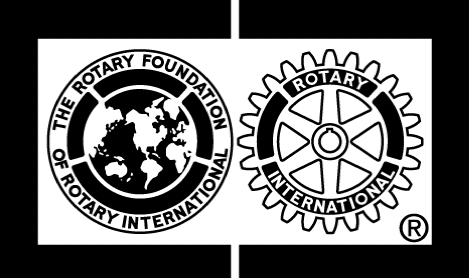 THE ROTARY FOUNDATION
OF ROTARY INTERNATIONAL
ROTARY
INTERNATIONAL
®